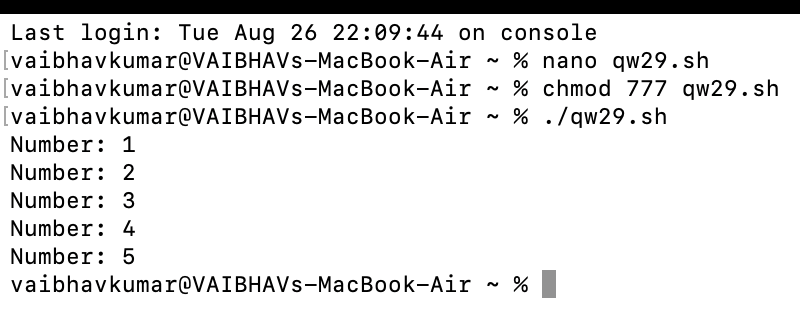 Last login: Tue Aug 26 22:09:44 on console
[vaibhavkumar@VAIBHAVs-MacBook-Air ~ % nano qw29.sh
[vaibhavkumar@VAIBHAVs-MacBook-Air ~ % chmod 777 qw29.sh
[vaibhavkumar@VAIBHAVs-MacBook-Air ~ % ./qw29.sh
Number: 1
Number: 2
Number: 3
Number: 4
Number: 5
vaibhavkumar@VAIBHAVs-MacBook-Air ~ %